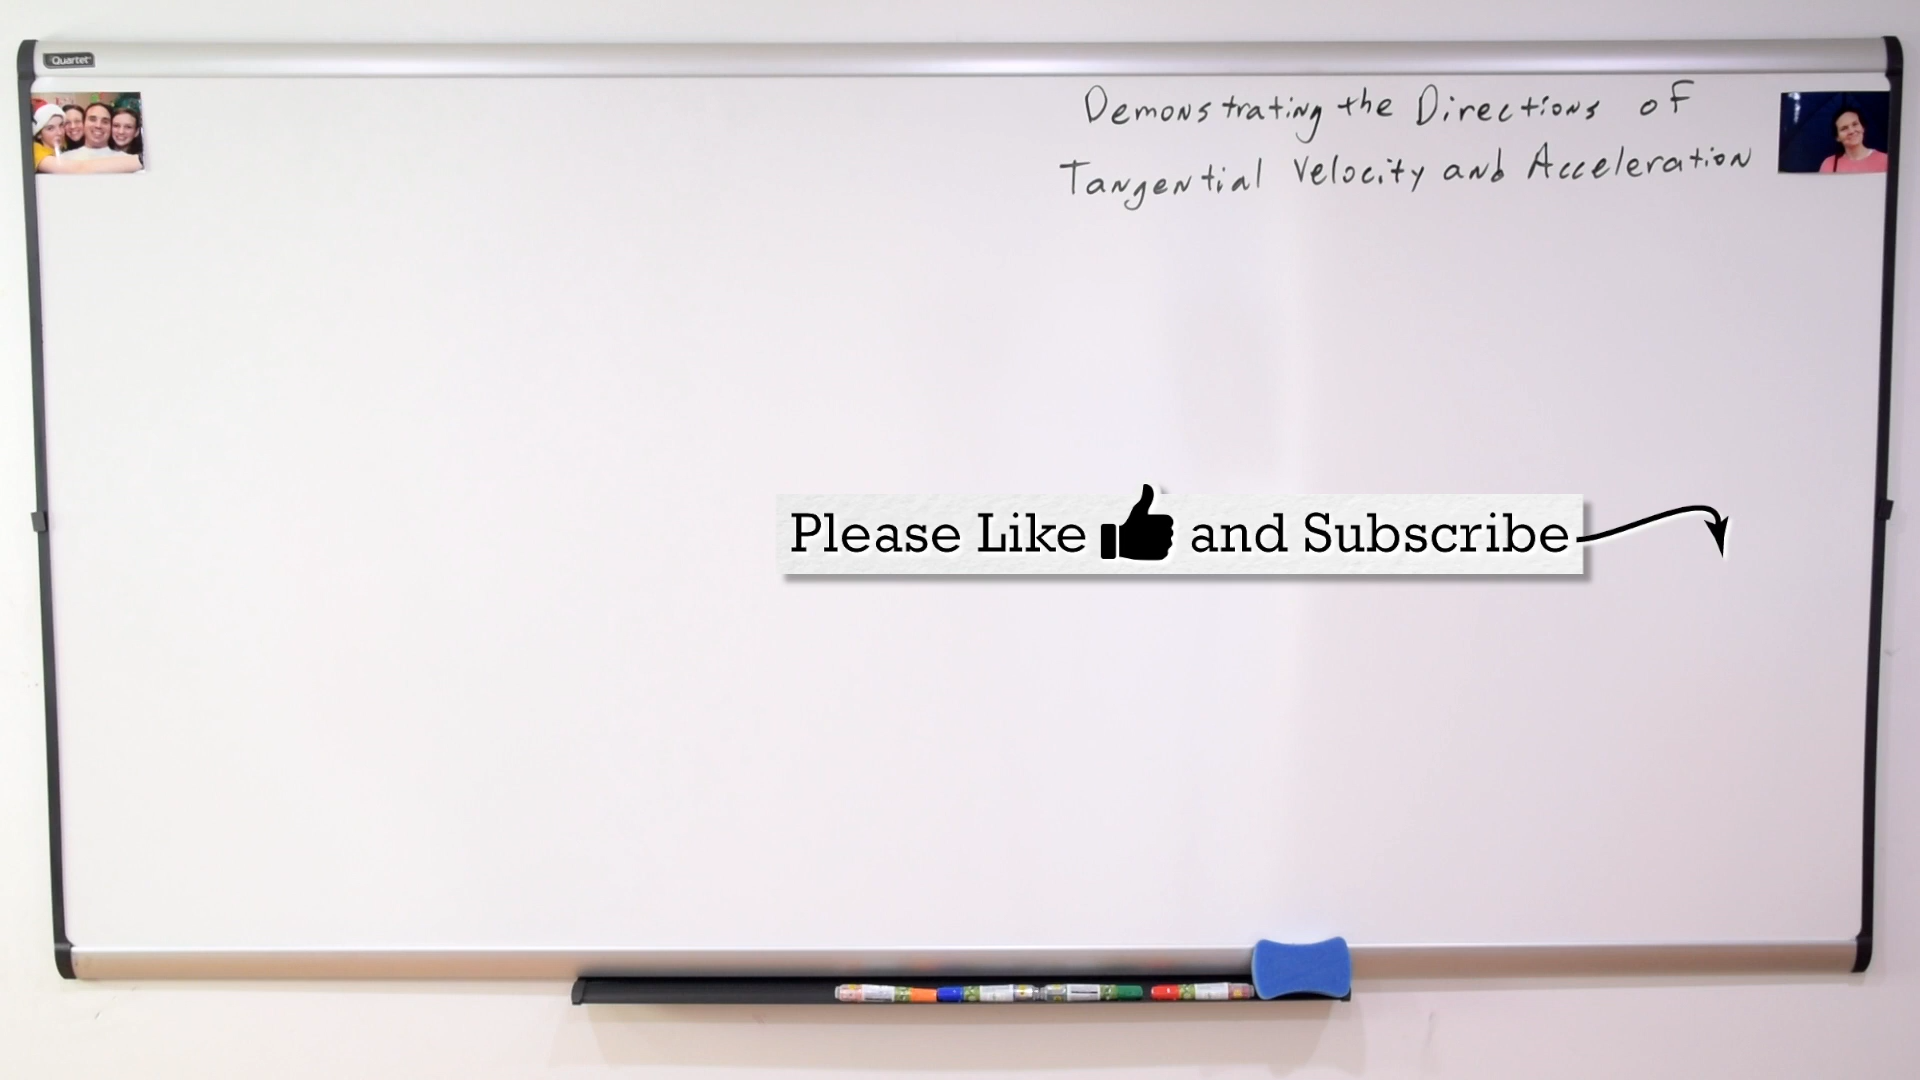 Quartet
Demonstrating the Directions of
Tangential Velocity and Acceleration
Please Like and Subscribe